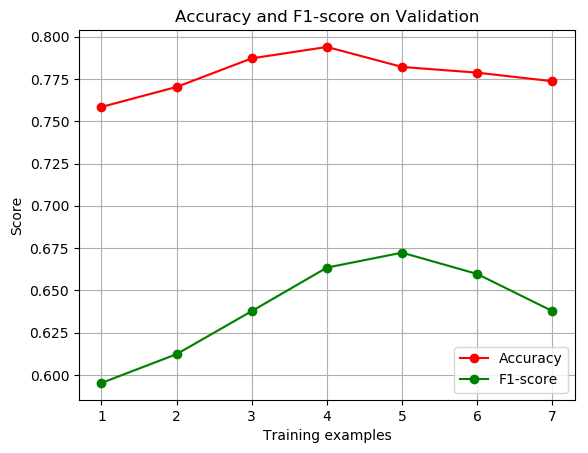 Accuracy and F1-score on Validation
0.800
0.775
0.750
0.725
0.700
0.675
0.650
0.625
0.600
Score
1 2 3 4 5 6 7
Training examples
Accuracy
F1-score